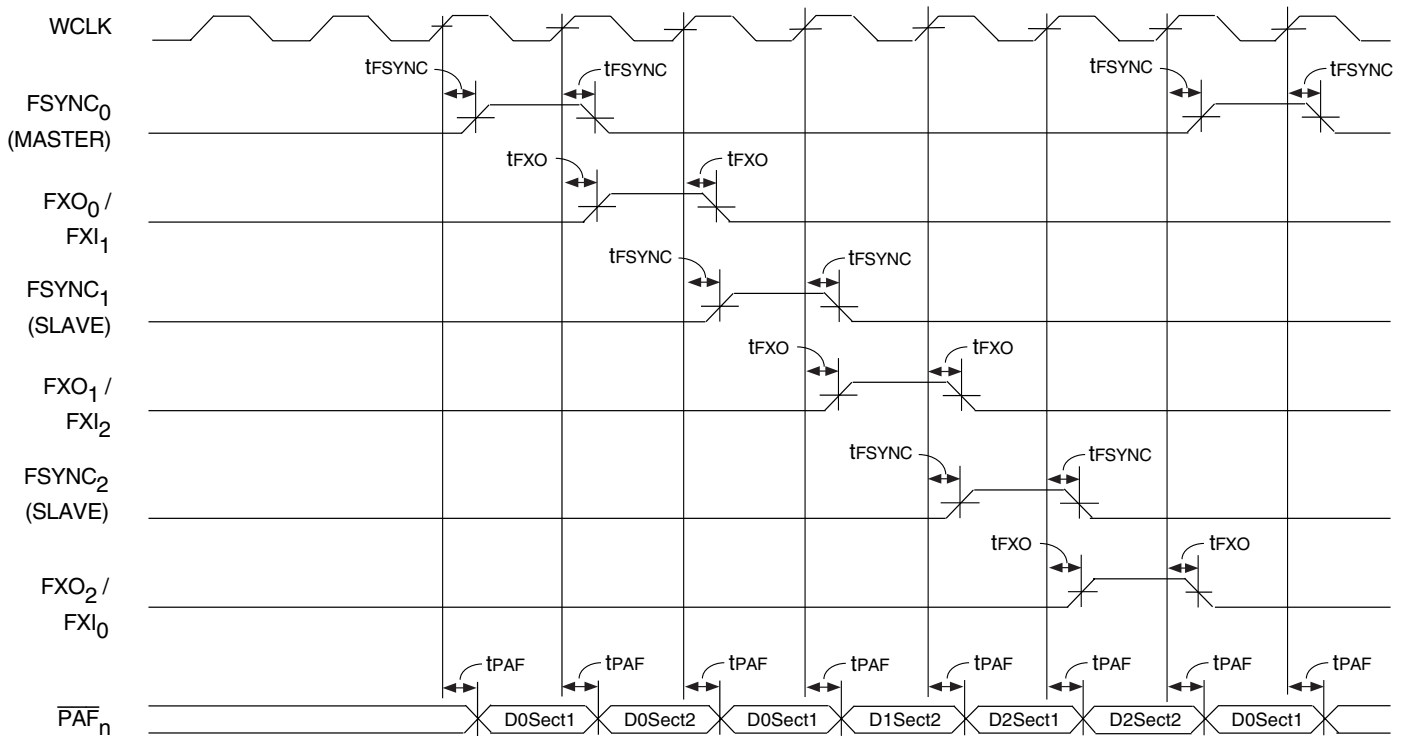 WCLK
tFSYNC tFSYNC tFSYNC tFSYNC
FSYNC0
(MASTER)
tFXO tFXO
FXO0 /
FXI1
tFSYNC tFSYNC
FSYNC1
(SLAVE)
tFXO tFXO
FXO1 /
FXI2
tFSYNC tFSYNC
FSYNC2
(SLAVE)
tFXO tFXO
FXO2 /
FXI0
tPAF tPAF tPAF tPAF tPAF tPAF tPAF tPAF
PAFn D0Sect1 D0Sect2 D0Sect1 D1Sect2 D2Sect1 D2Sect2 D0Sect1